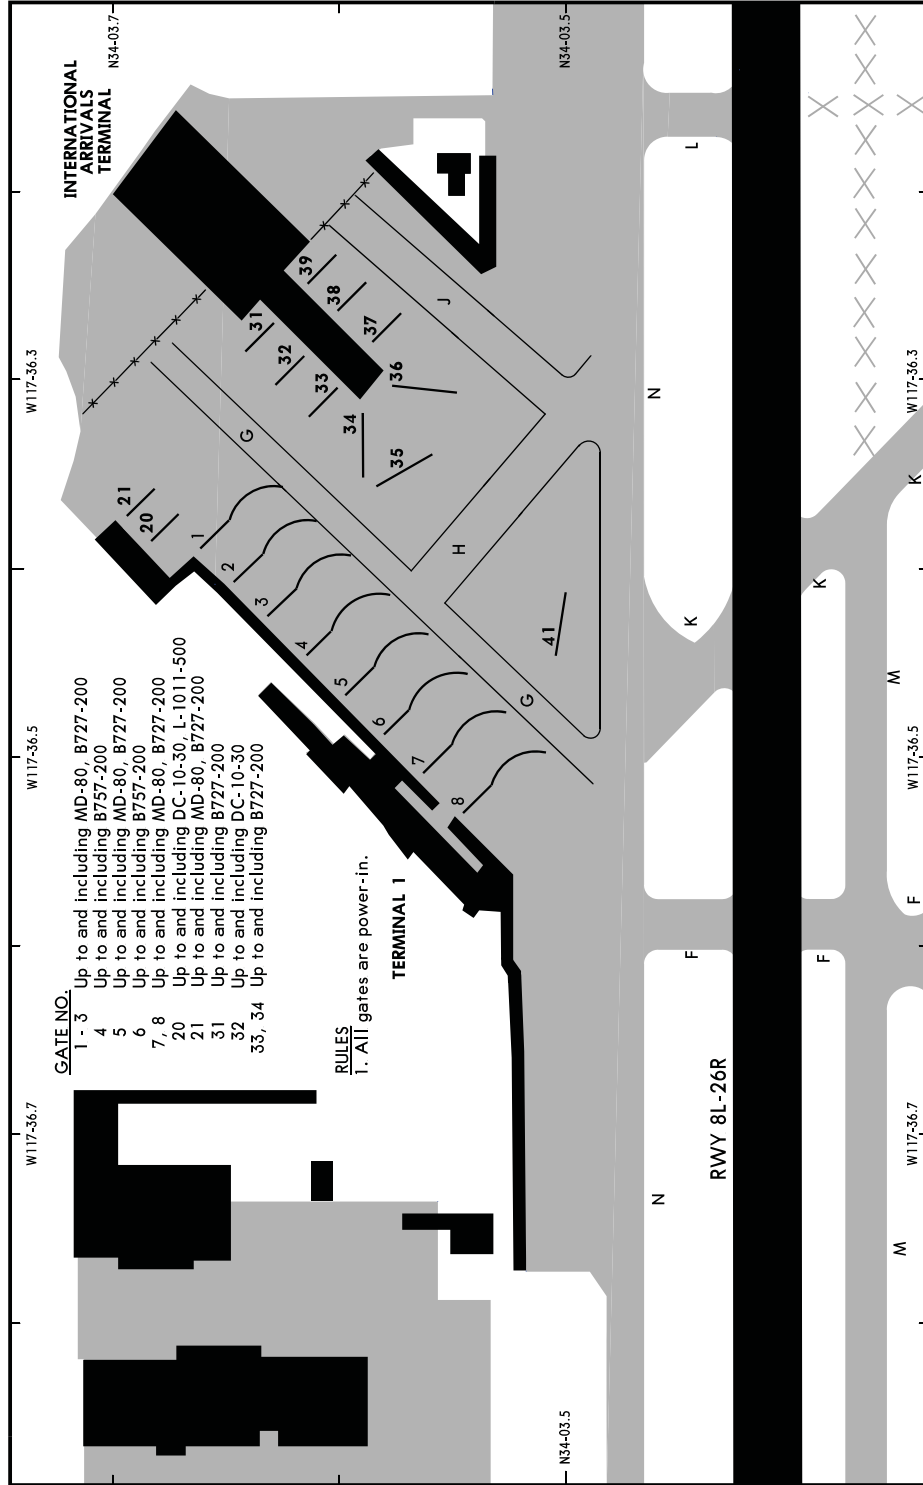 INTERNATIONAL
ARRIVALS
TERMINAL
N34-03.7
N34-03.5
W117-36.3
W117-36.5
W117-36.7
GATE NO.
1 - 3 Up to and including MD-80, B727-200
4 Up to and including B757-200
5 Up to and including MD-80, B727-200
6 Up to and including B757-200
7, 8 Up to and including MD-80, B727-200
20 Up to and including DC-10-30, L-1011-500
21 Up to and including MD-80, B727-200
31 Up to and including B727-200
32 Up to and including DC-10-30
33, 34 Up to and including B727-200
RULES
1. All gates are power-in.
TERMINAL 1
21
20
1
2
3
4
5
6
7
8
31
32
33
34
35
36
37
38
39
41
G
G
H
J
L
N
N
K
K
K
F
F
F
M
M
RWY 8L-26R
N34-03.5
W117-36.3
W117-36.5
W117-36.7